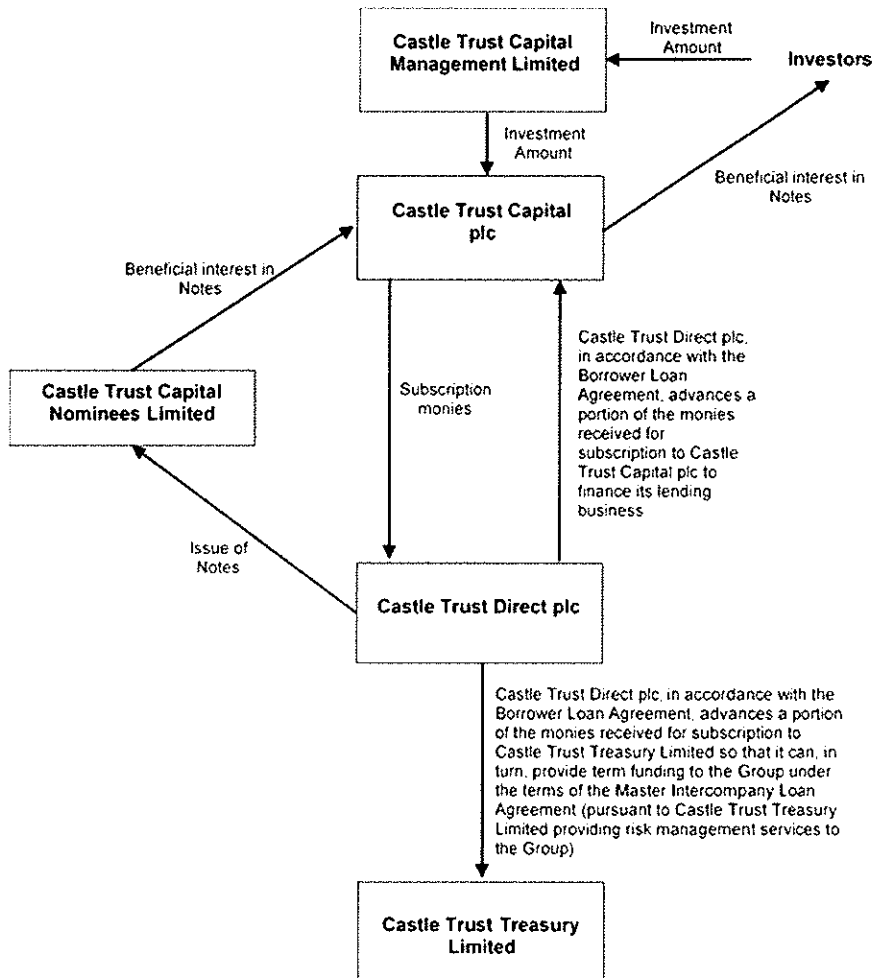 Castle Trust Capital
Management Limited
Investment
Amount
Investors
Investment
Amount
Castle Trust Capital
plc
Beneficial interest in
Notes
Beneficial interest in
Notes
Castle Trust Capital
Nominees Limited
Subscription
monies
Castle Trust Direct plc,
in accordance with the
Borrower Loan
Agreement, advances a
portion of the monies
received for
subscription to Castle
Trust Capital plc to
finance its lending
business
Issue of
Notes
Castle Trust Direct plc
Castle Trust Direct plc, in accordance with the
Borrower Loan Agreement, advances a portion
of the monies received for subscription to
Castle Trust Treasury Limited so that it can, in
turn, provide term funding to the Group under
the terms of the Master Intercompany Loan
Agreement (pursuant to Castle Trust Treasury
Limited providing risk management services to
the Group)
Castle Trust Treasury
Limited